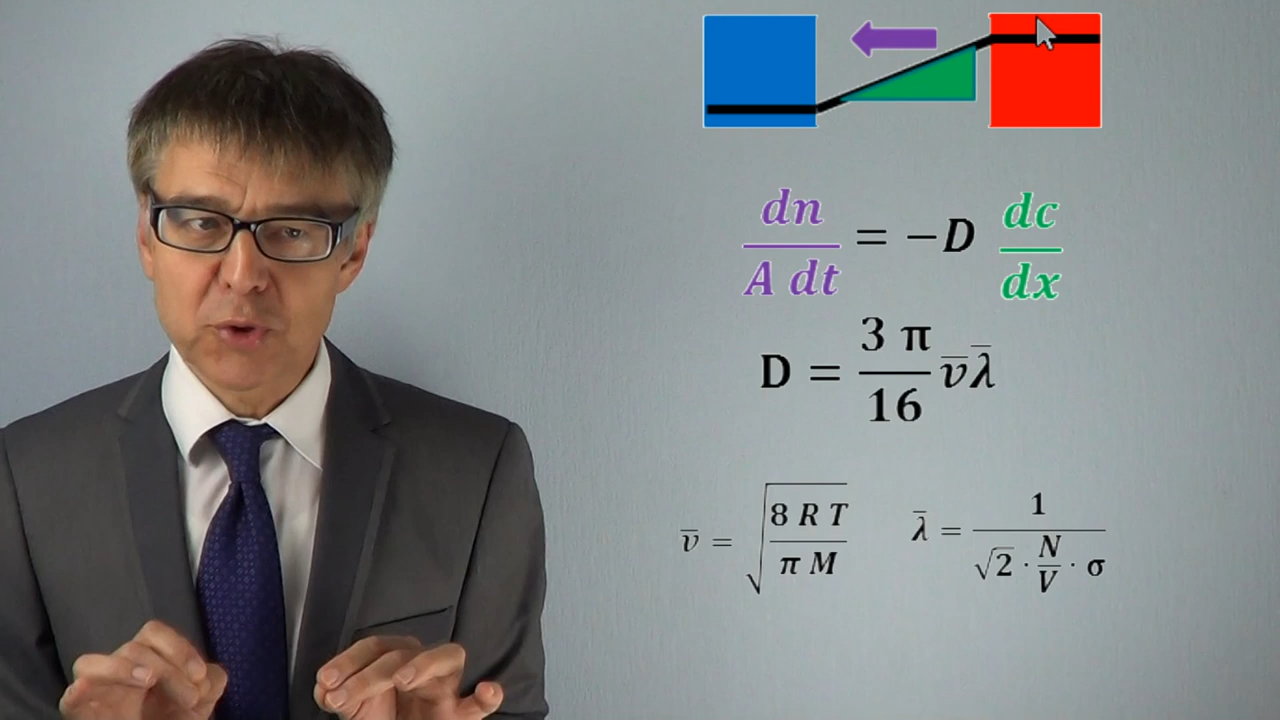 dn/(A dt) = −D dc/dx
D = 3 π/16 v̅ λ̅
v̅ = √(8 R T/(π M))
λ̅ = 1/(√2 · N/V · σ)